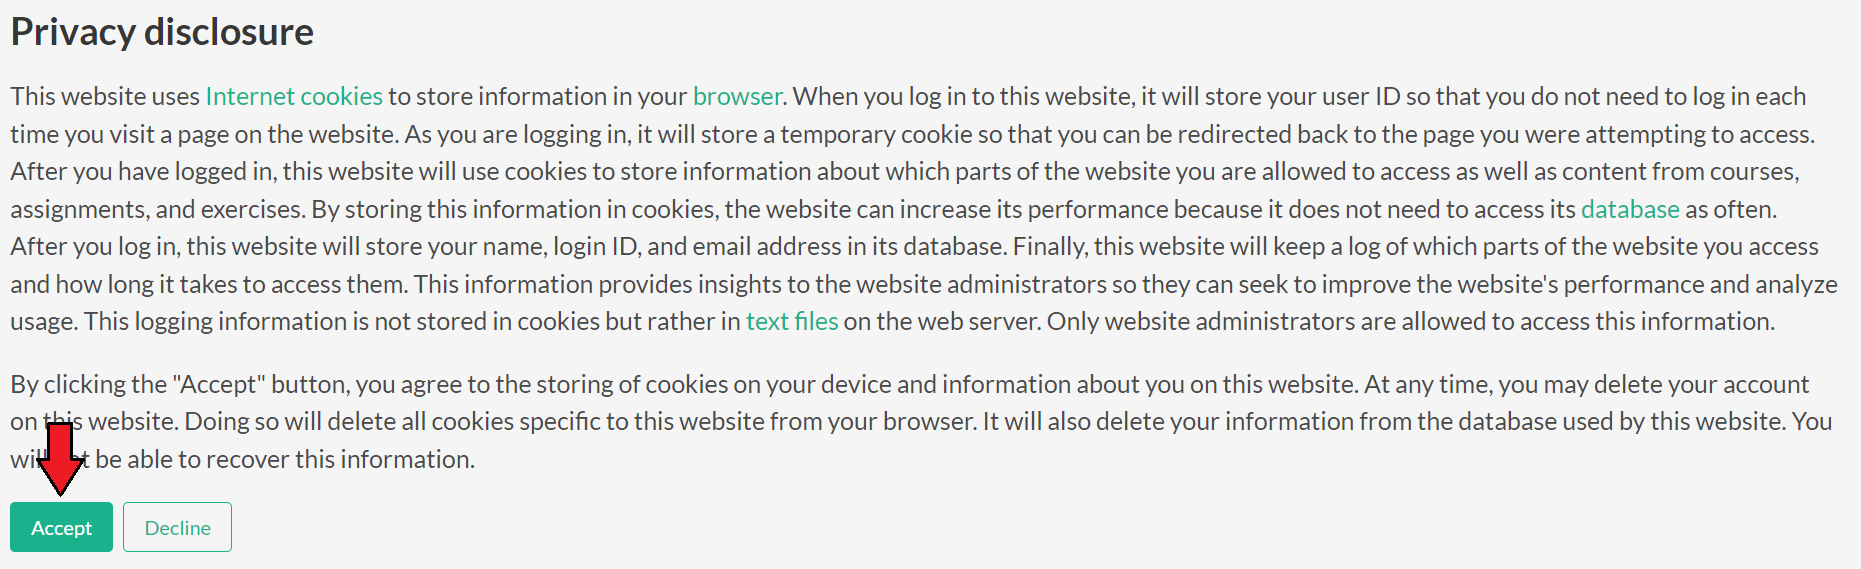 Privacy disclosure
This website uses Internet cookies to store information in your browser. When you log in to this website, it will store your user ID so that you do not need to log in each
time you visit a page on the website. As you are logging in, it will store a temporary cookie so that you can be redirected back to the page you were attempting to access.
After you have logged in, this website will use cookies to store information about which parts of the website you are allowed to access as well as content from courses,
assignments, and exercises. By storing this information in cookies, the website can increase its performance because it does not need to access its database as often.
After you log in, this website will store your name, login ID, and email address in its database. Finally, this website will keep a log of which parts of the website you access
and how long it takes to access them. This information provides insights to the website administrators so they can seek to improve the website's performance and analyze
usage. This logging information is not stored in cookies but rather in text files on the web server. Only website administrators are allowed to access this information.
By clicking the "Accept" button, you agree to the storing of cookies on your device and information about you on this website. At any time, you may delete your account
on this website. Doing so will delete all cookies specific to this website from your browser. It will also delete your information from the database used by this website. You
will not be able to recover this information.
Accept Decline